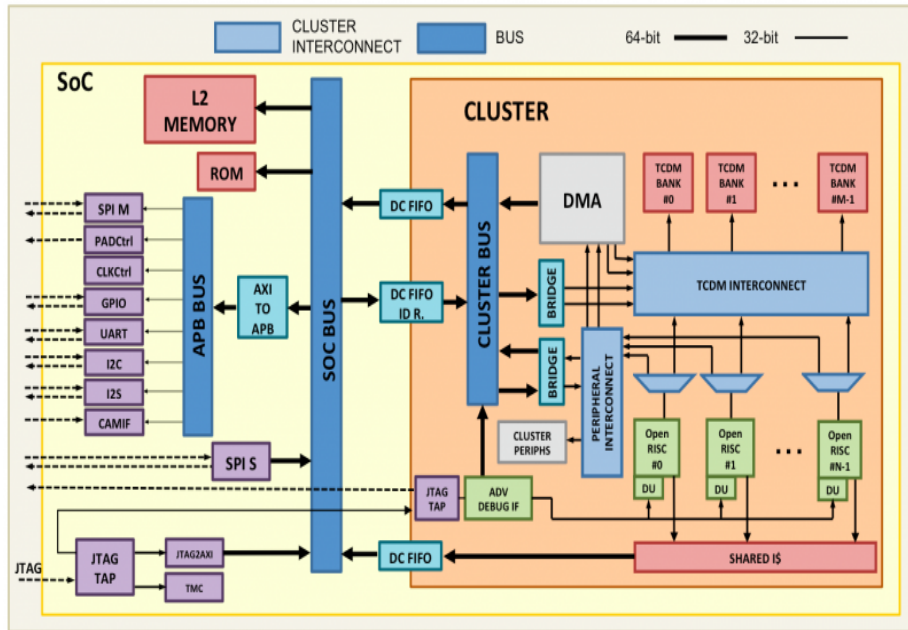 CLUSTER
INTERCONNECT
BUS
64-bit
32-bit
SoC
L2
MEMORY
ROM
SPI M
PADCtrl
CLKCtrl
GPIO
UART
I2C
I2S
CAMIF
APB BUS
AXI
TO
APB
SOC BUS
SPI S
JTAG
JTAG
TAP
JTAG2AXI
TMC
DC FIFO
DC FIFO
ID R.
DC FIFO
CLUSTER
CLUSTER BUS
DMA
BRIDGE
BRIDGE
PERIPHERAL
INTERCONNECT
CLUSTER
PERIPHS
JTAG
TAP
ADV
DEBUG IF
TCDM
BANK
#0
TCDM
BANK
#1
...
TCDM
BANK
#M-1
TCDM INTERCONNECT
Open
RISC
#0
DU
Open
RISC
#1
DU
...
Open
RISC
#N-1
DU
SHARED I$